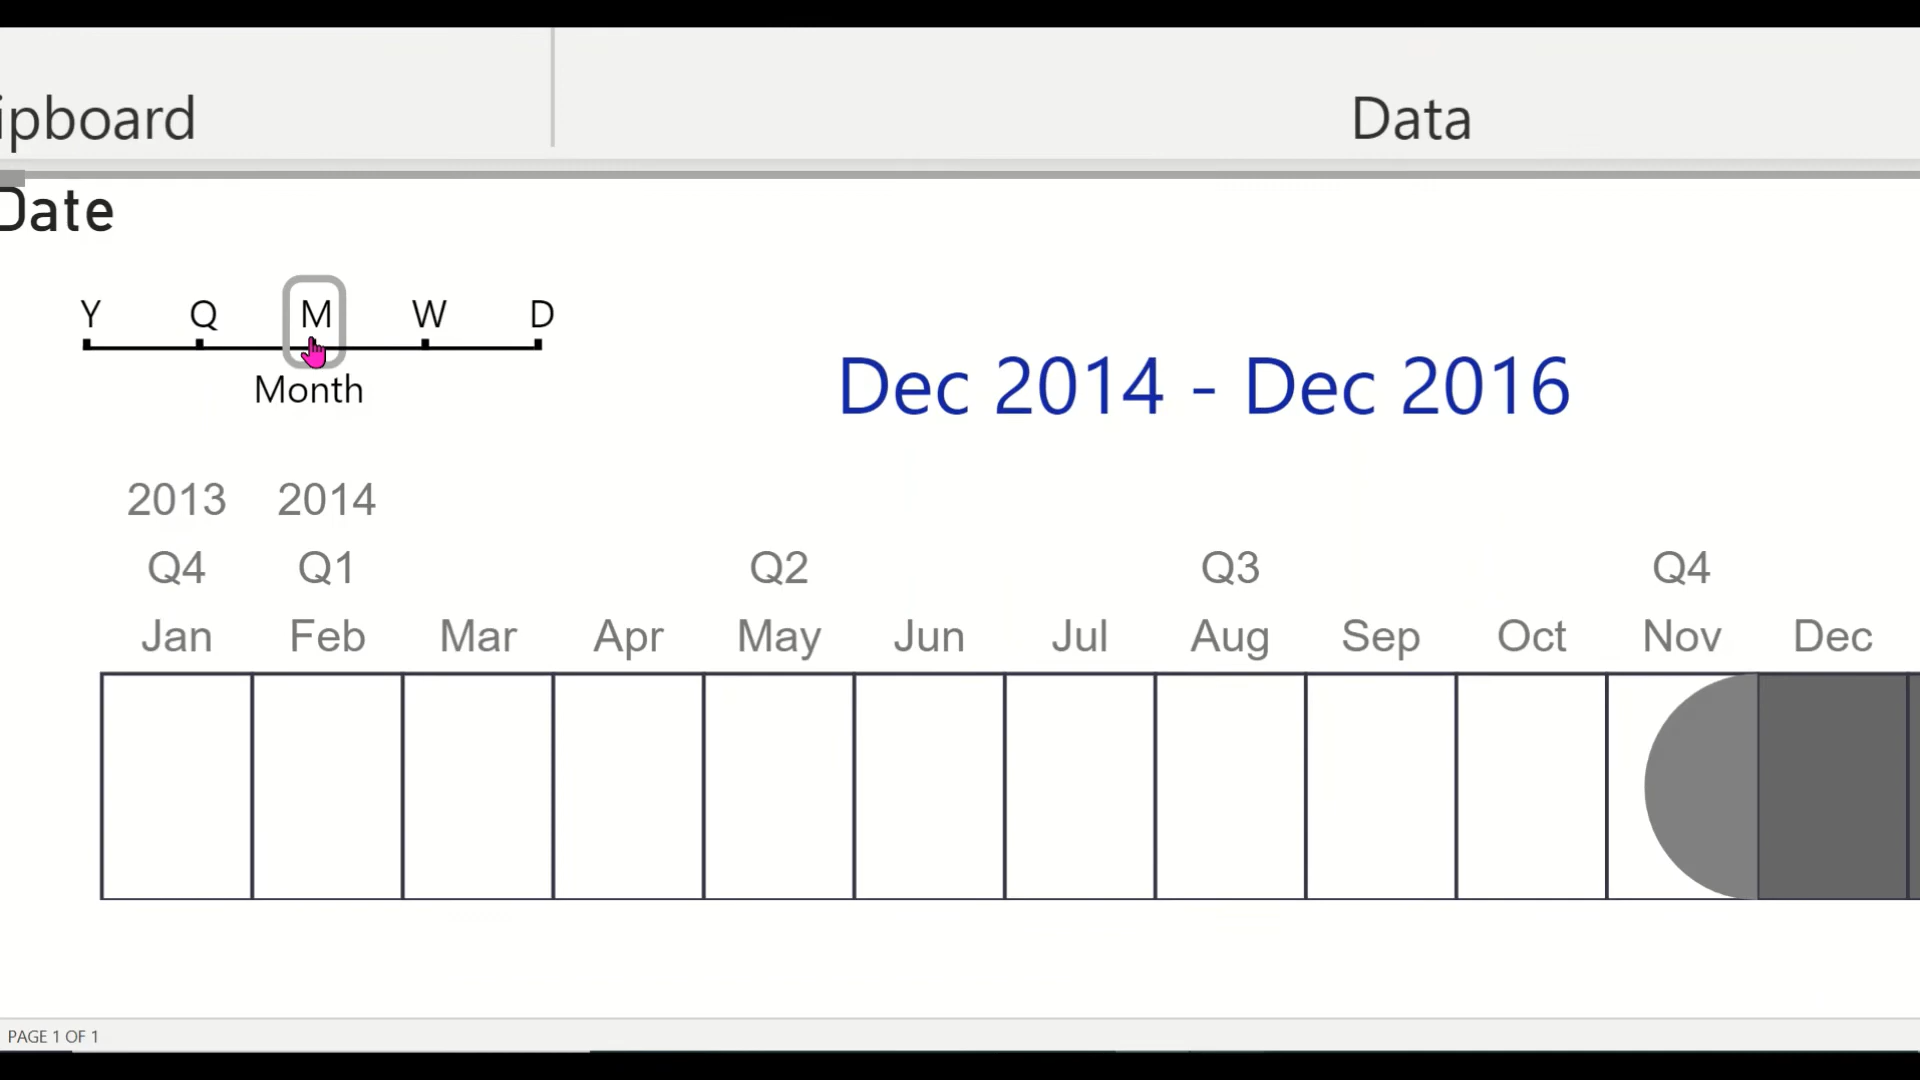 ipboard
Data
Date
Y Q M W D
Month
Dec 2014 - Dec 2016
2013 2014
Q4 Q1 Q2 Q3 Q4
Jan Feb Mar Apr May Jun Jul Aug Sep Oct Nov Dec
PAGE 1 OF 1